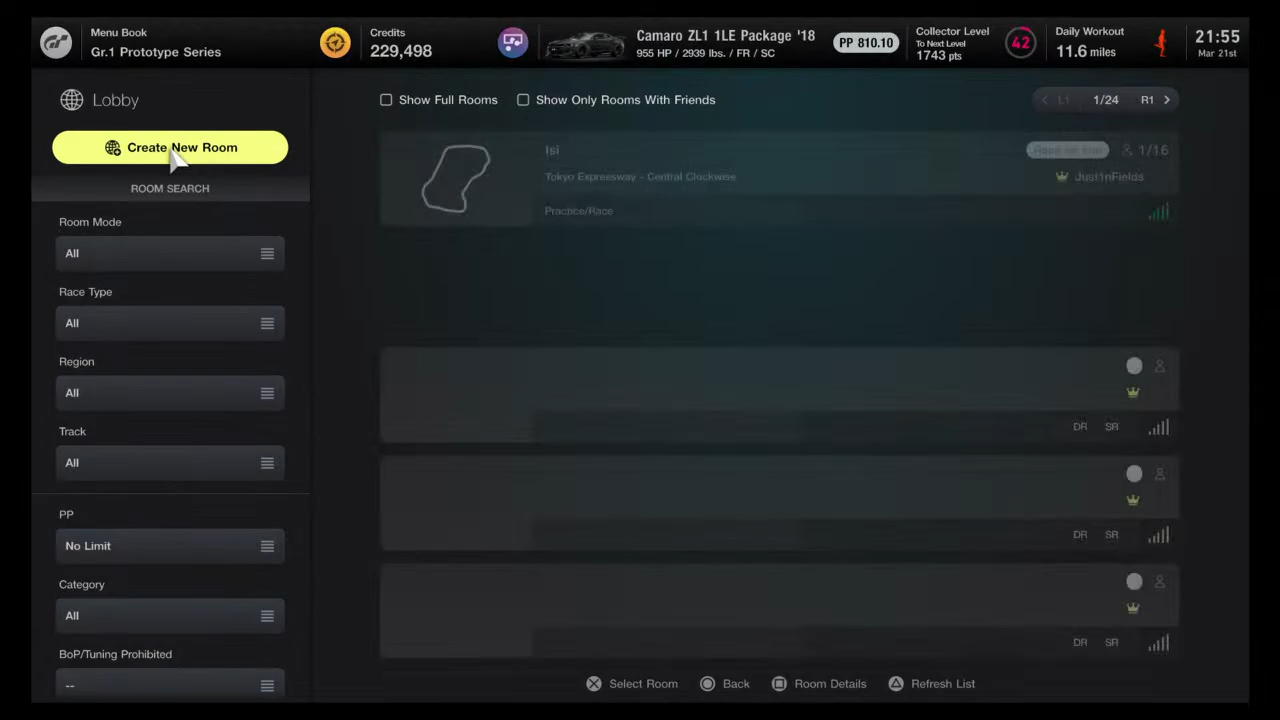 Menu Book
Gr.1 Prototype Series
Credits
229,498
Camaro ZL1 1LE Package '18
955 HP / 2939 lbs. / FR / SC
PP 810.10
Collector Level
To Next Level
1743 pts
42
Daily Workout
11.6 miles
21:55
Mar 21st
Lobby
Create New Room
ROOM SEARCH
Room Mode
All
Race Type
All
Region
All
Track
All
PP
No Limit
Category
All
BoP/Tuning Prohibited
--
Show Full Rooms
Show Only Rooms With Friends
L1
1/24
R1
Isi
1/16
Tokyo Expressway - Central Clockwise
Just1nFields
Practice/Race
DR SR
DR SR
DR SR
Select Room
Back
Room Details
Refresh List